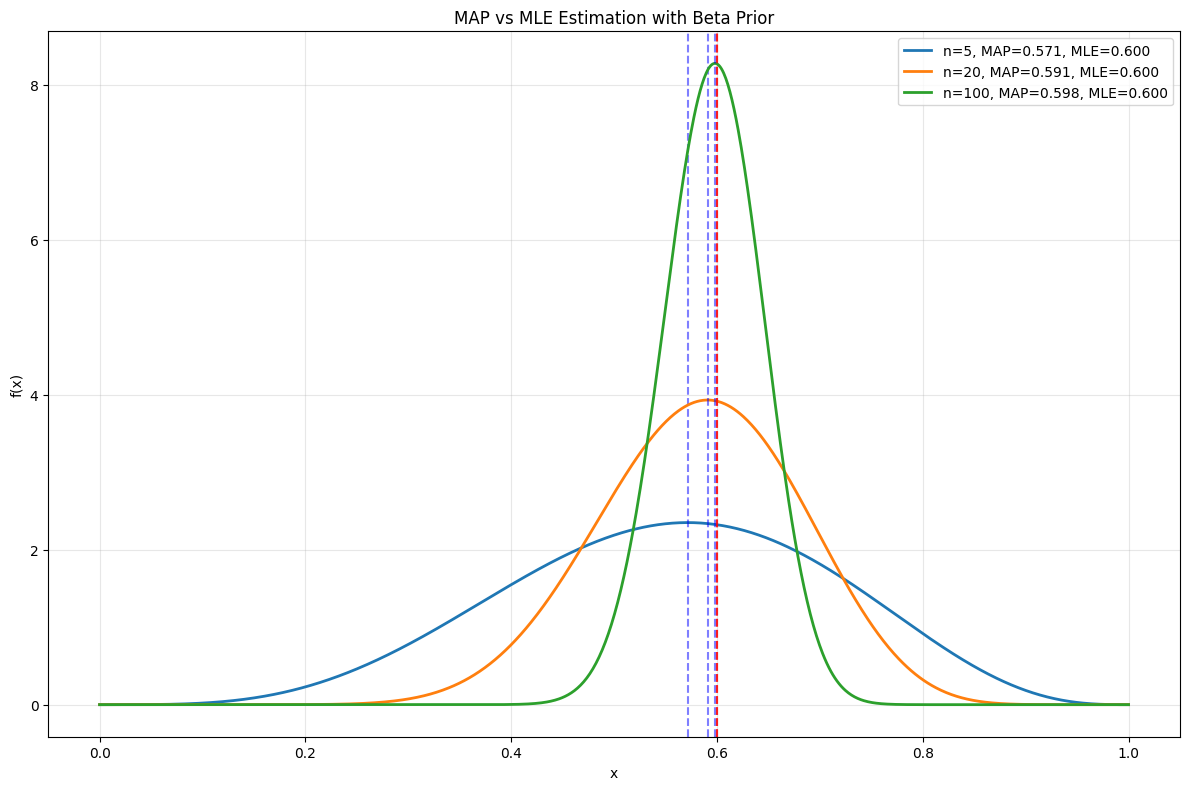 MAP vs MLE Estimation with Beta Prior
n=5, MAP=0.571, MLE=0.600
n=20, MAP=0.591, MLE=0.600
n=100, MAP=0.598, MLE=0.600
8
6
4
2
0
f(x)
0.0 0.2 0.4 0.6 0.8 1.0
x